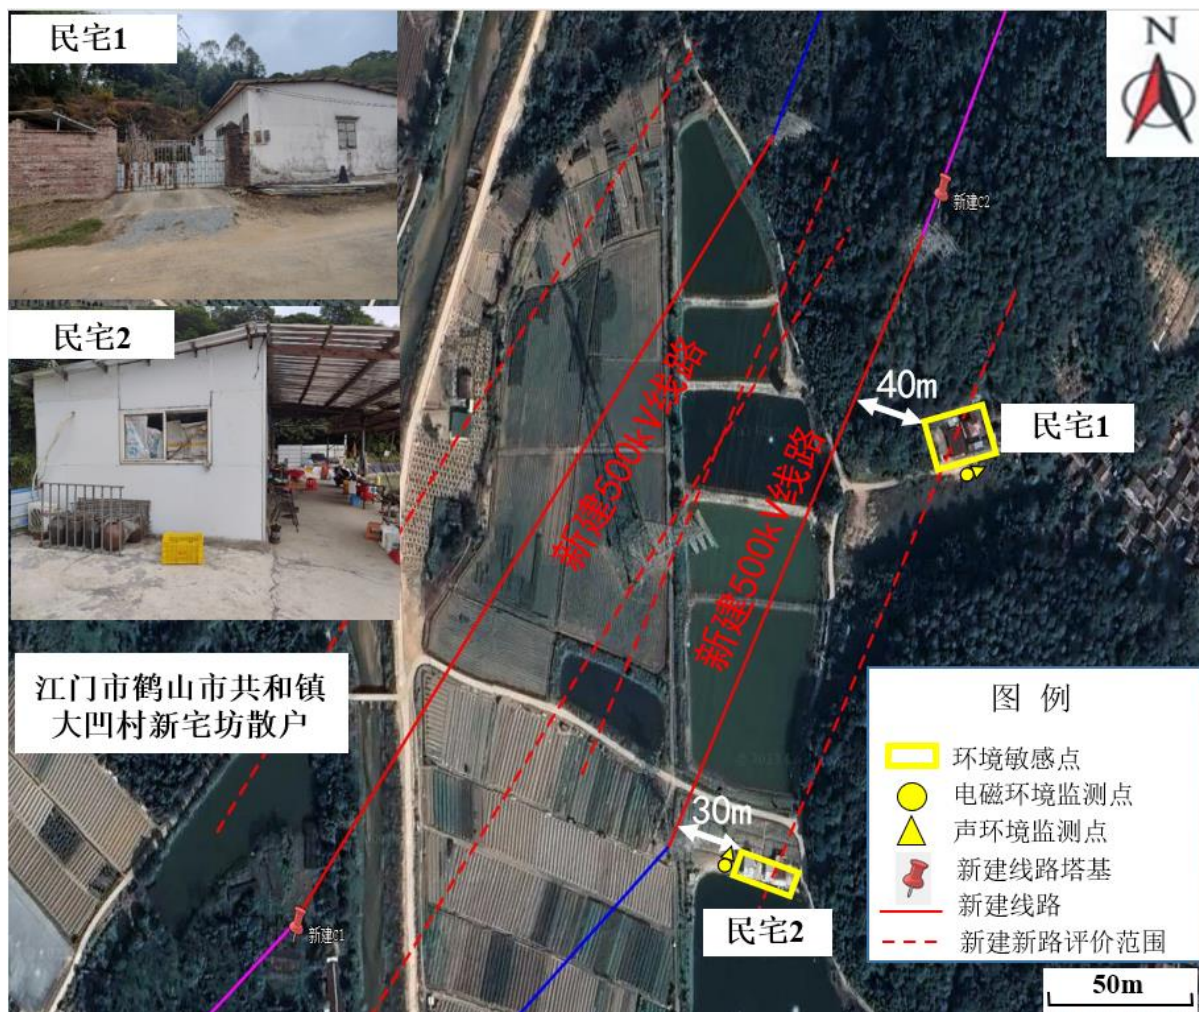 民宅1
N
新建C2
民宅2
40m
民宅1
新建500kV线路
新建500kV线路
江门市鹤山市共和镇
大凹村新宅坊散户
30m
新建C1
民宅2
图 例
环境敏感点
电磁环境监测点
声环境监测点
新建线路塔基
新建线路
新建新路评价范围
50m